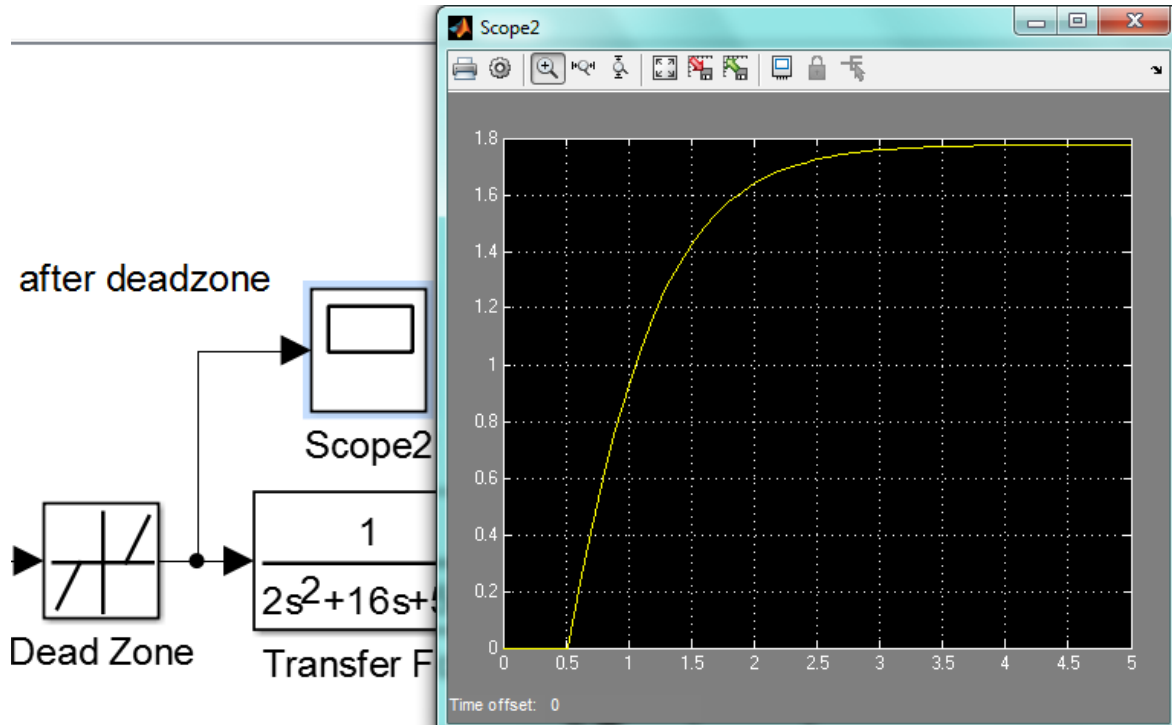 Scope2
1.8
1.6
1.4
1.2
1
0.8
0.6
0.4
0.2
0
0 0.5 1 1.5 2 2.5 3 3.5 4 4.5 5
Time offset: 0
after deadzone
Scope2
Dead Zone
1
2s²+16s+5
Transfer F